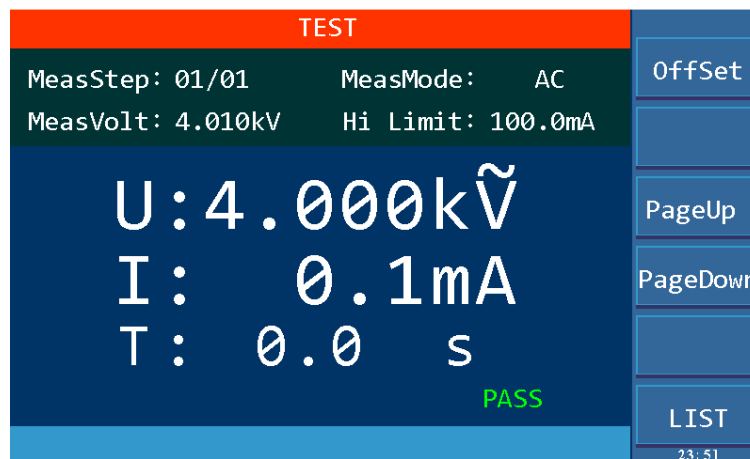 TEST
MeasStep: 01/01 MeasMode: AC
MeasVolt: 4.010kV Hi Limit: 100.0mA
U:4.000kṼ
I: 0.1mA
T: 0.0 s
PASS
OffSet
PageUp
PageDown
LIST
23:51